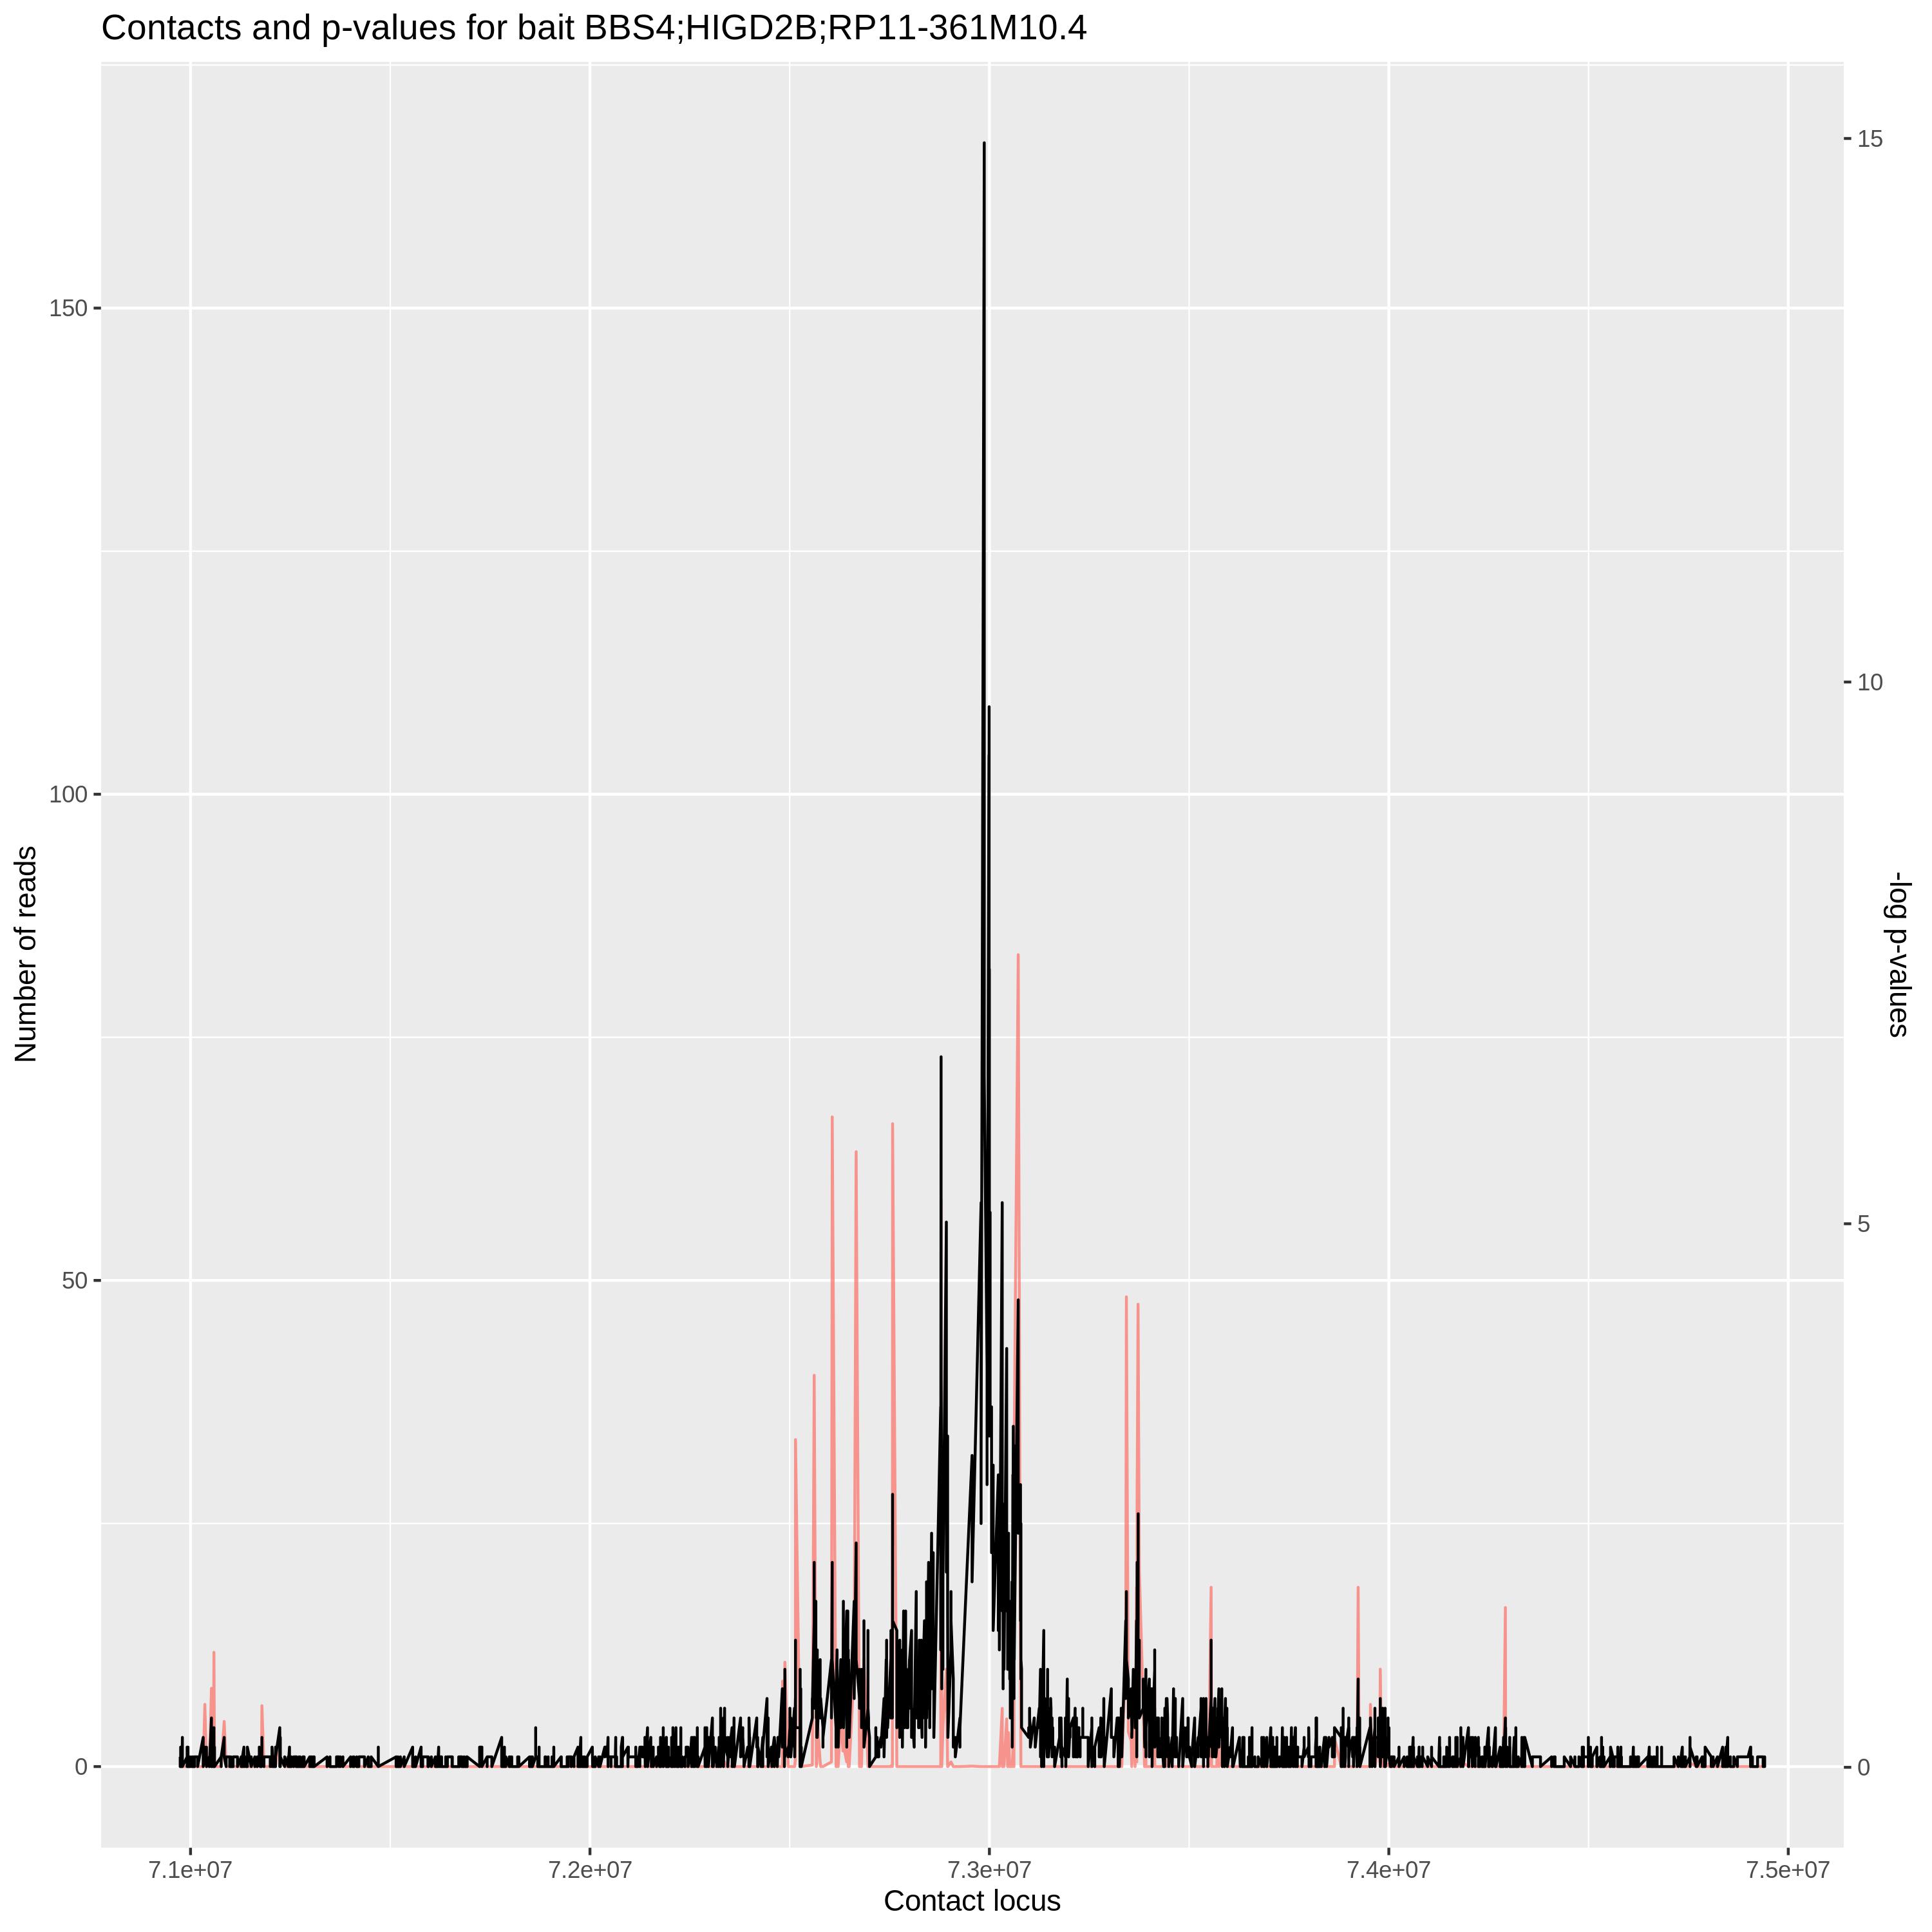 Contacts and p-values for bait BBS4;HIGD2B;RP11-361M10.4
15
150
10
100
Number of reads
-log p-values
5
50
0
0
7.1e+07
7.2e+07
7.3e+07
7.4e+07
7.5e+07
Contact locus